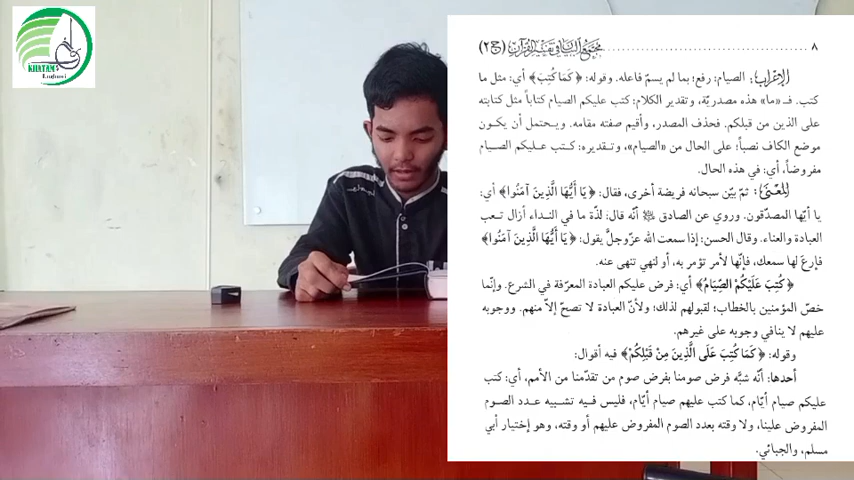 KHATAM
٨ ........ مجمع البيان في تفسير القرآن (ج٢)
الإعراب: الصيام: رفع؛ بما لم يسمّ فاعله. وقوله: ﴿كَمَا كُتِبَ﴾ أي: مثل ما
كتب. فـ «ما» هذه مصدريّة، وتقدير الكلام: كتب عليكم الصيام كتاباً مثل كتابته
على الذين من قبلكم. فحذف المصدر، وأقيم صفته مقامه. ويحتمل أن يكون
موضع الكاف نصباً؛ على الحال من «الصيام»، وتقديره: كتب عليكم الصيام
مفروضاً، أي: في هذه الحال.
المعنى: ثمّ بيّن سبحانه فريضة أخرى، فقال: ﴿يَا أَيُّهَا الَّذِينَ آمَنُوا﴾ أي:
يا أيّها المصدّقون. وروي عن الصادق ﷺ أنّه قال: لذّة ما في النداء أزال تعب
العبادة والعناء. وقال الحسن: إذا سمعت الله عزّوجلَّ يقول: ﴿يَا أَيُّهَا الَّذِينَ آمَنُوا﴾
فارعَ لها سمعك، فإنّها لأمر تؤمر به، أو لنهي تنهى عنه.
﴿كُتِبَ عَلَيْكُمْ الصِّيَامُ﴾ أي: فرض عليكم العبادة المعرّفة في الشرع. وإنّما
خصّ المؤمنين بالخطاب؛ لقبولهم لذلك؛ ولأنّ العبادة لا تصحّ إلاّ منهم. ووجوبه
عليهم لا ينافي وجوبه على غيرهم.
وقوله: ﴿كَمَا كُتِبَ عَلَى الَّذِينَ مِنْ قَبْلِكُمْ﴾ فيه أقوال:
أحدها: أنّه شبّه فرض صومنا بفرض صوم من تقدّمنا من الأمم، أي: كتب
عليكم صيام أيّام، كما كتب عليهم صيام أيّام، فليس فيه تشبيه عدد الصوم
المفروض علينا، ولا وقته بعدد الصوم المفروض عليهم أو وقته، وهو إختيار أبي
مسلم، والجبائي.